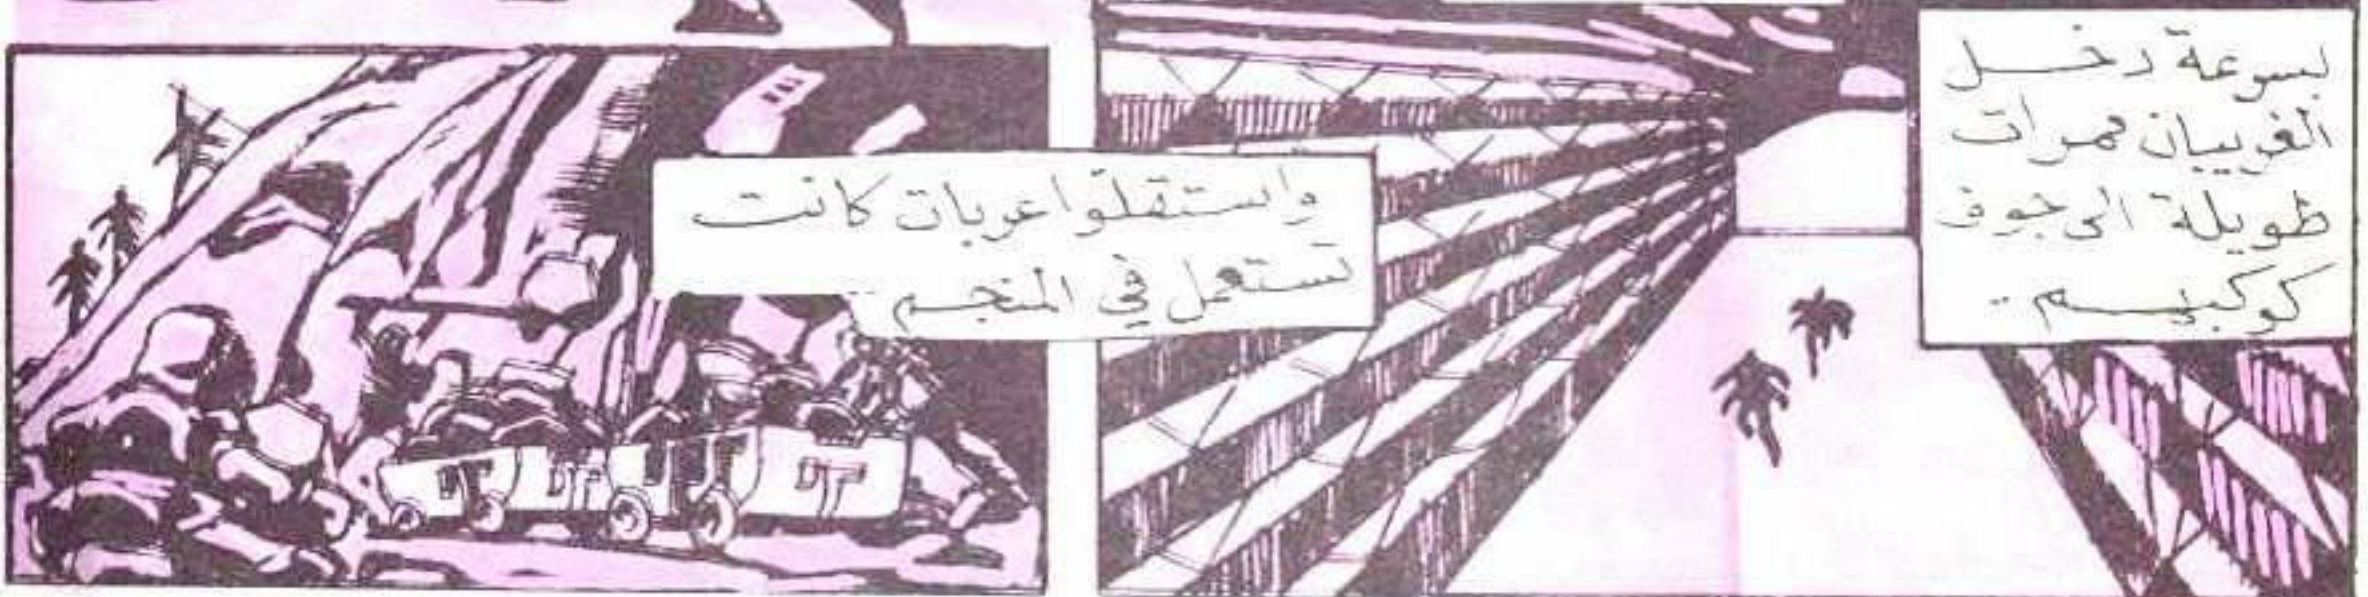 بسرعة دخل
الغريبان ممرات
طويلة الى جوف
كوكبهم ..
واستقلوا عربات كانت
تستعمل في المنجم ..